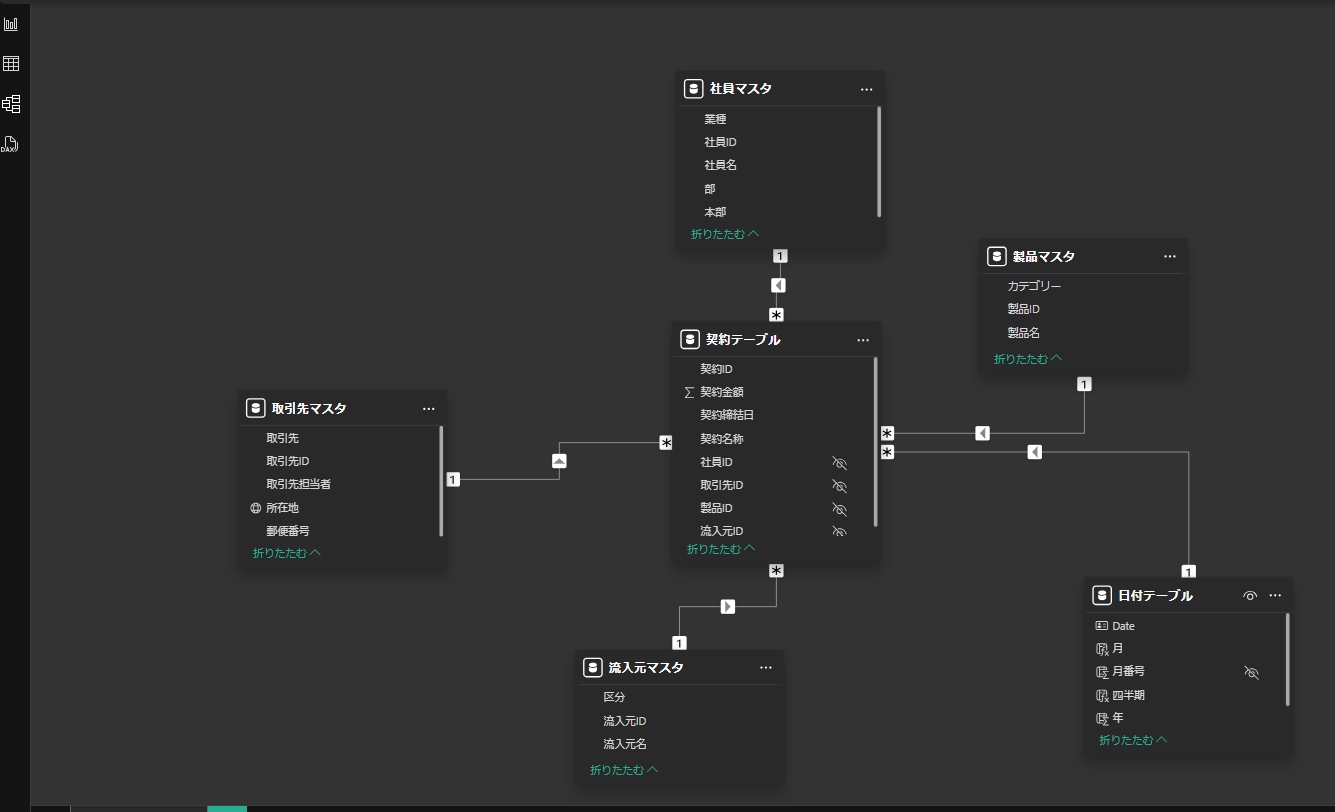 DAX
社員マスタ
業種
社員ID
社員名
部
本部
折りたたむ
1
*
製品マスタ
カテゴリー
製品ID
製品名
折りたたむ
1
*
契約テーブル
契約ID
契約金額
契約締結日
契約名称
社員ID
取引先ID
製品ID
流入元ID
折りたたむ
*
*
*
取引先マスタ
取引先
取引先ID
取引先担当者
所在地
郵便番号
折りたたむ
1
流入元マスタ
区分
流入元ID
流入元名
折りたたむ
1
日付テーブル
Date
月
月番号
四半期
年
折りたたむ
1